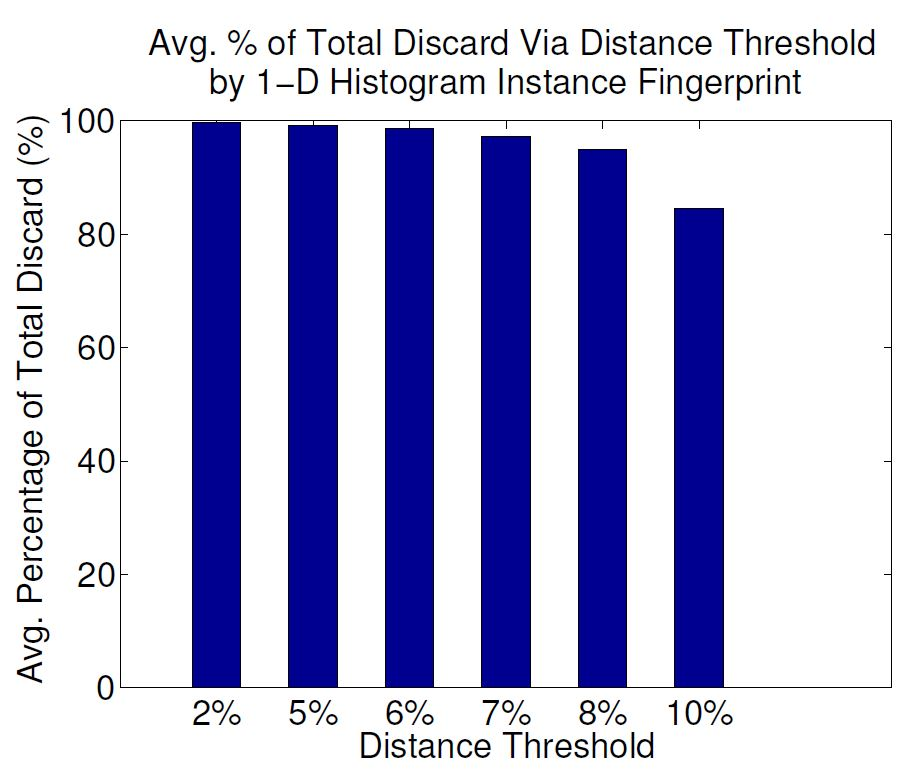 Avg. % of Total Discard Via Distance Threshold
by 1−D Histogram Instance Fingerprint
Avg. Percentage of Total Discard (%)
100
80
60
40
20
0
2% 5% 6% 7% 8% 10%
Distance Threshold